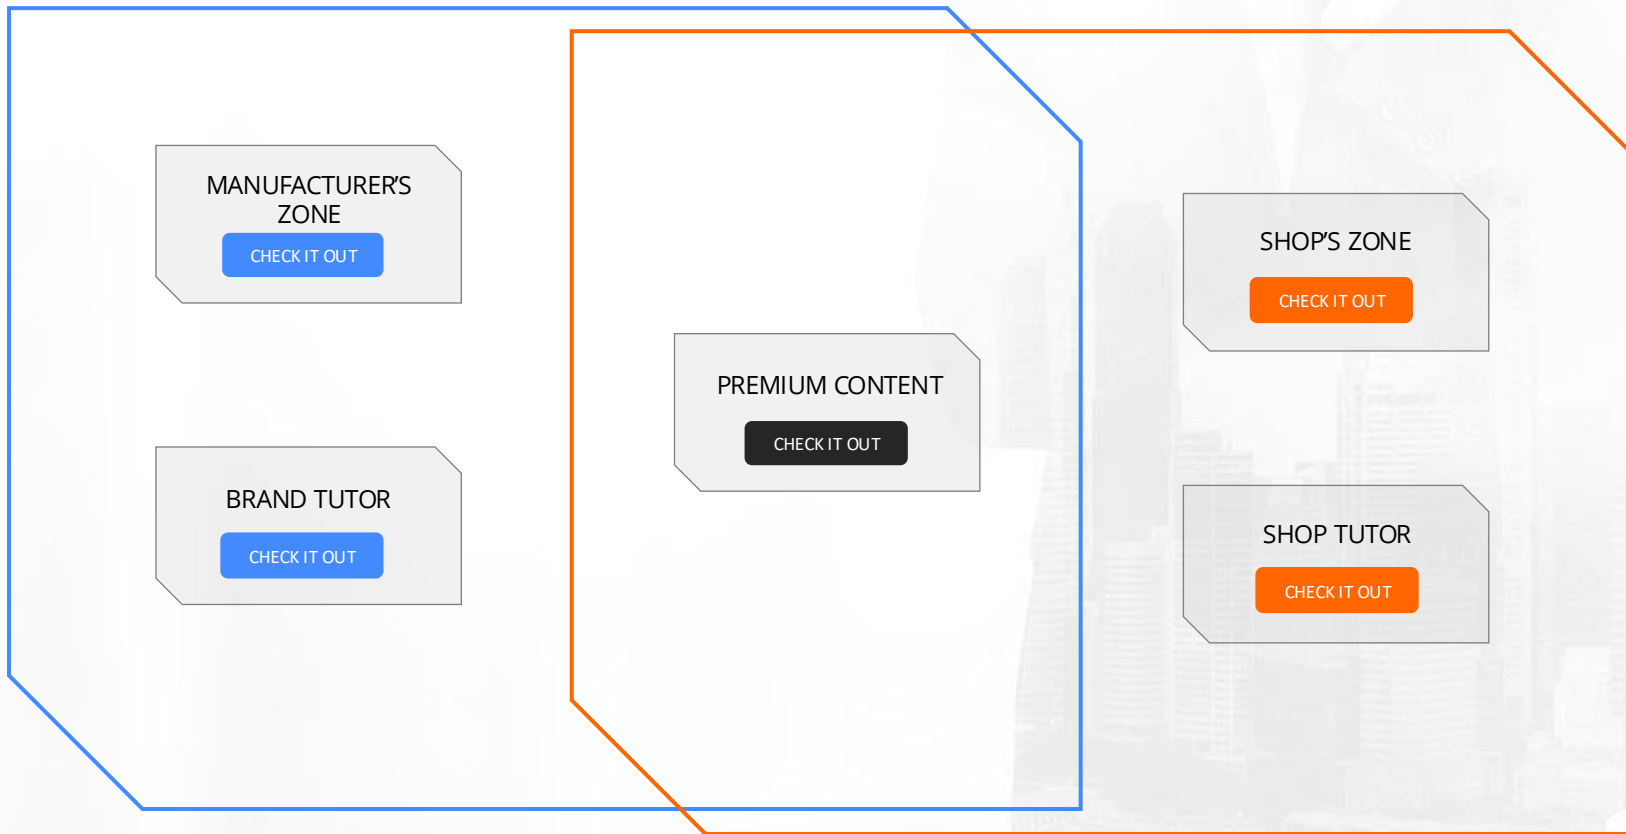 MANUFACTURER'S
ZONE
CHECK IT OUT
BRAND TUTOR
CHECK IT OUT
PREMIUM CONTENT
CHECK IT OUT
SHOP'S ZONE
CHECK IT OUT
SHOP TUTOR
CHECK IT OUT